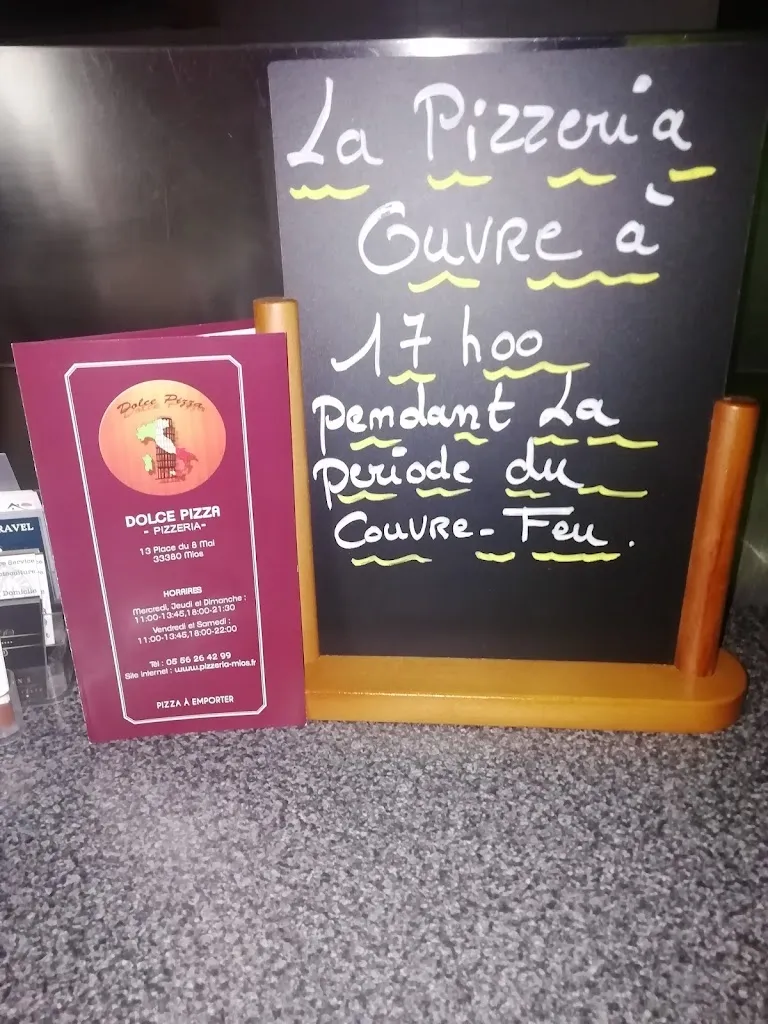 La Pizzeria
Ouvre à
17 hoo
pendant La
periode du
Couvre-Feu.
Dolce Pizza
DOLCE PIZZA
- PIZZERIA-
13 Place du 8 Mai
33380 Mios
HORAIRES
Mercredi, Jeudi et Dimanche :
11:00-13:45,18:00-21:30
Vendredi et Samedi :
11:00-13:45,18:00-22:00
Tél : 05 56 26 42 99
Site internet : www.pizzeria-mios.fr
PIZZA À EMPORTER
RAVEL
Service
Domicile